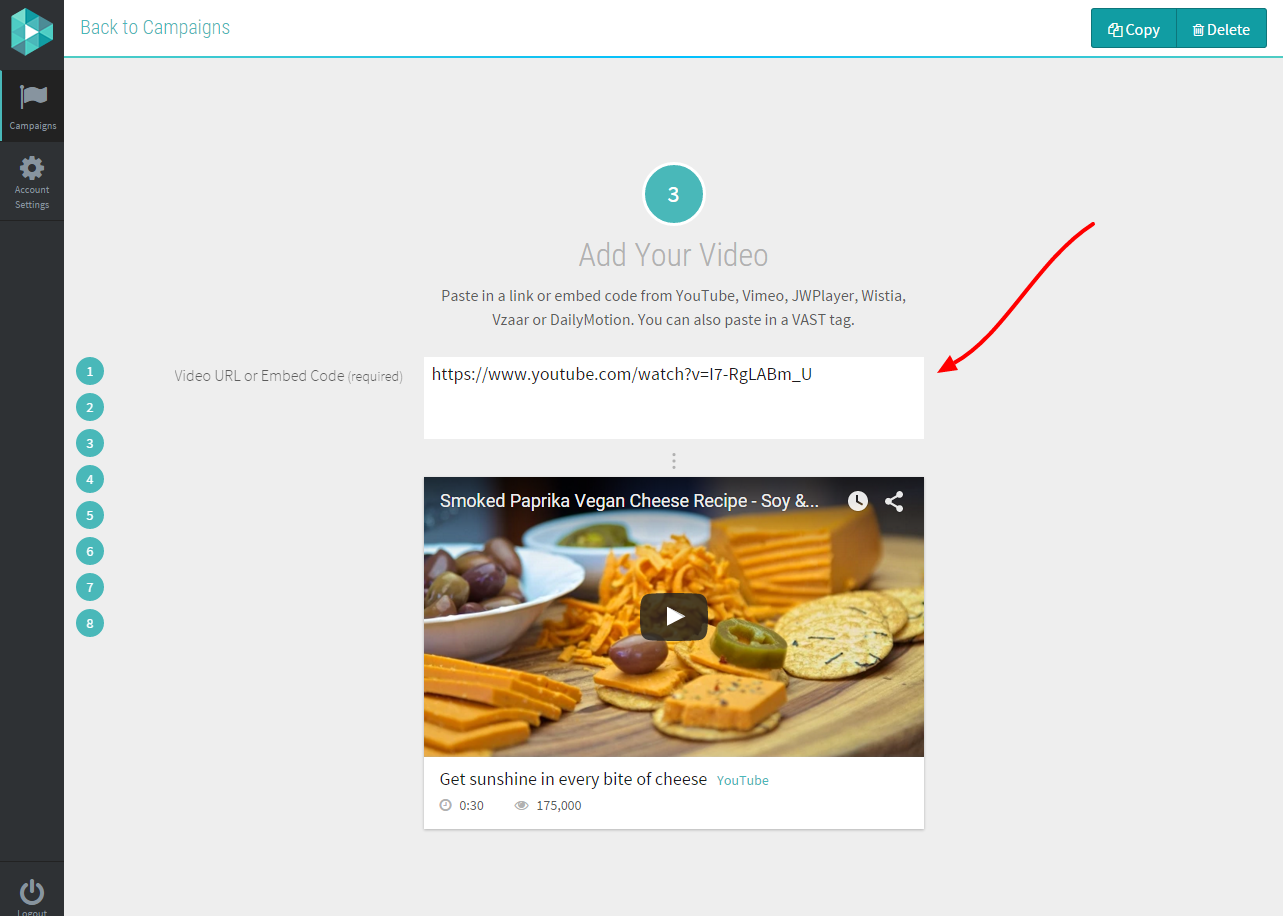 Back to Campaigns
Copy
Delete
Campaigns
Account
Settings
3
Add Your Video
Paste in a link or embed code from YouTube, Vimeo, JWPlayer, Wistia,
Vzaar or DailyMotion. You can also paste in a VAST tag.
1
Video URL or Embed Code (required)
https://www.youtube.com/watch?v=I7-RgLABm_U
2
3
4
5
6
7
8
Smoked Paprika Vegan Cheese Recipe - Soy &...
Get sunshine in every bite of cheese YouTube
0:30 175,000
Logout